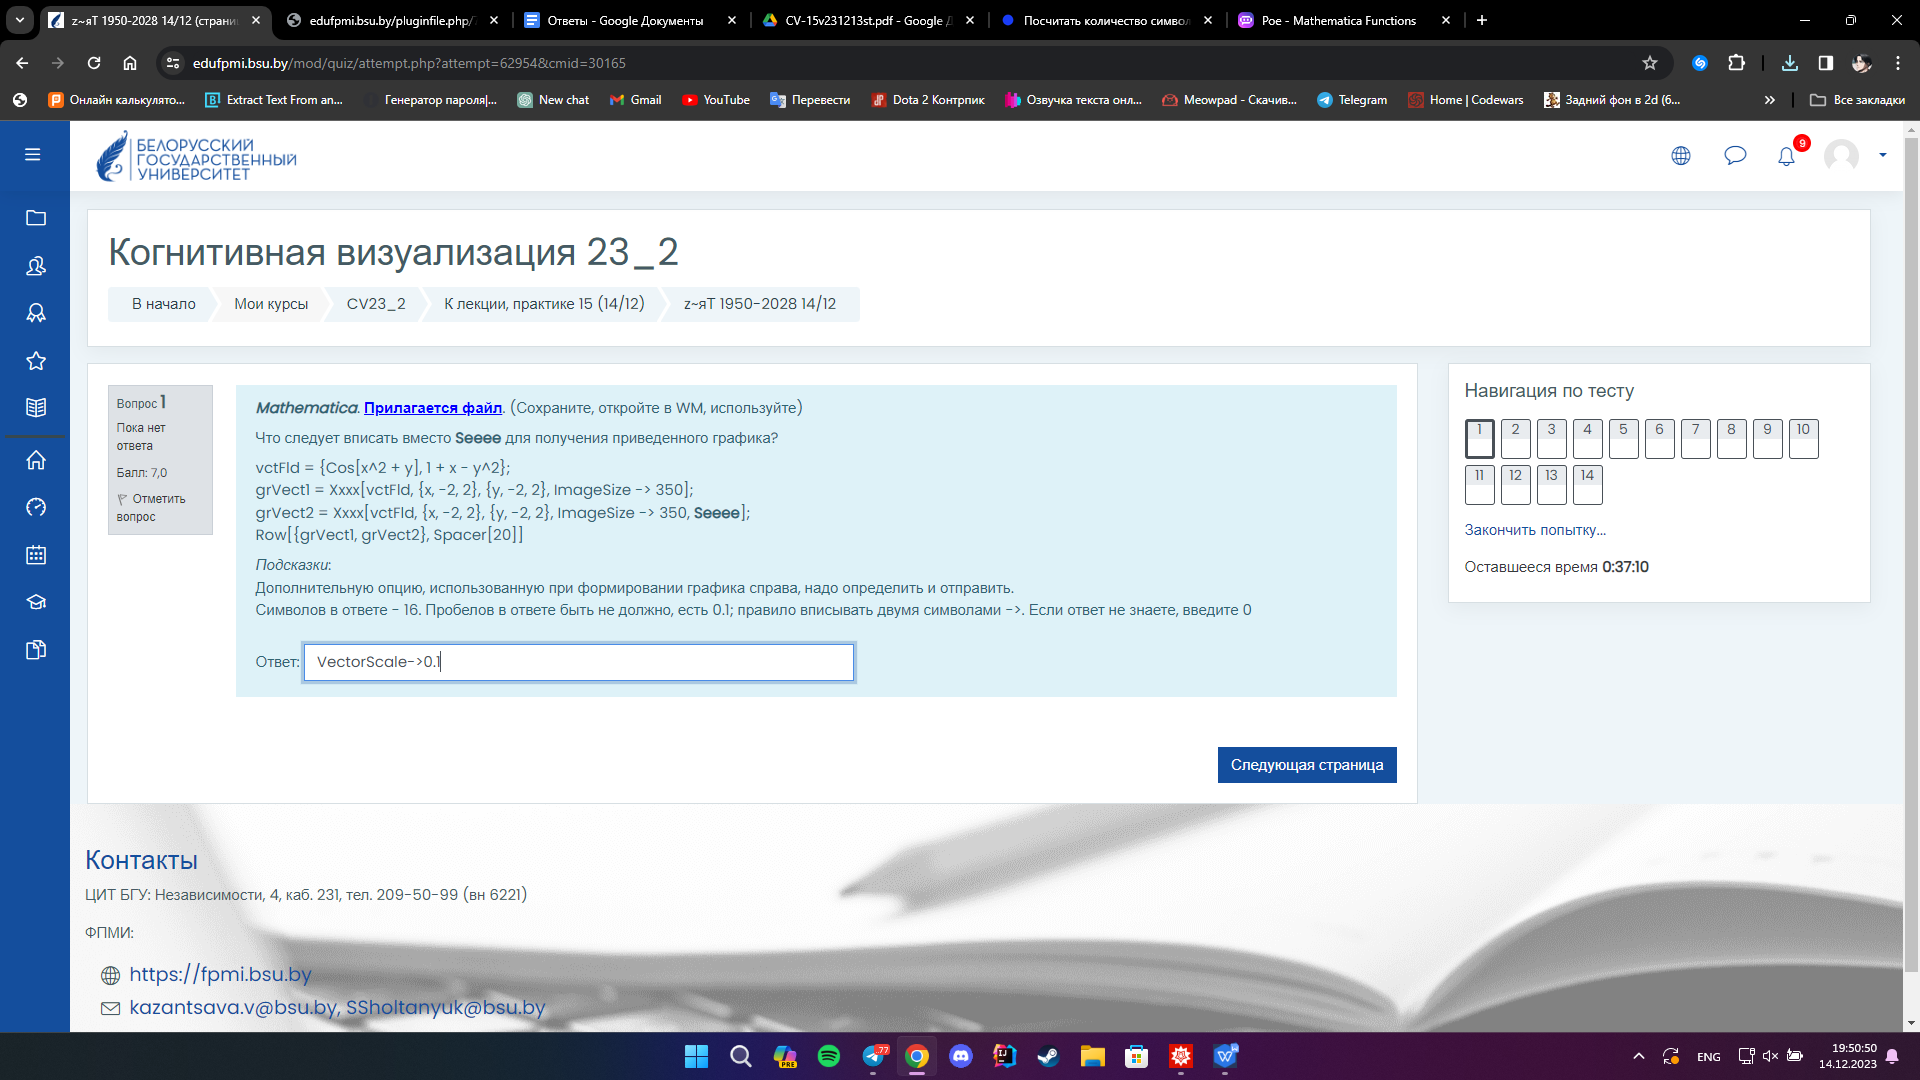 z~яТ 1950-2028 14/12 (страни
edufpmi.bsu.by/pluginfile.php/
Ответы - Google Документы
CV-15v231213st.pdf - Google Д
Посчитать количество символ
Poe - Mathematica Functions
edufpmi.bsu.by/mod/quiz/attempt.php?attempt=62954&cmid=30165
Онлайн калькулято...
Extract Text From an...
Генератор пароля|...
New chat
Gmail
YouTube
Перевести
Dota 2 Контрпик
Озвучка текста онл...
Meowpad - Скачив...
Telegram
Home | Codewars
Задний фон в 2d (6...
Все закладки
БЕЛОРУССКИЙ
ГОСУДАРСТВЕННЫЙ
УНИВЕРСИТЕТ
9
Когнитивная визуализация 23_2
В начало
Мои курсы
CV23_2
К лекции, практике 15 (14/12)
z~яТ 1950-2028 14/12
Вопрос 1
Пока нет
ответа
Балл: 7,0
Отметить
вопрос
Mathematica. Прилагается файл. (Сохраните, откройте в WM, используйте)
Что следует вписать вместо Seeee для получения приведенного графика?
vctFld = {Cos[x^2 + y], 1 + x - y^2};
grVect1 = Xxxx[vctFld, {x, -2, 2}, {y, -2, 2}, ImageSize -> 350];
grVect2 = Xxxx[vctFld, {x, -2, 2}, {y, -2, 2}, ImageSize -> 350, Seeee];
Row[{grVect1, grVect2}, Spacer[20]]
Подсказки:
Дополнительную опцию, использованную при формировании графика справа, надо определить и отправить.
Символов в ответе - 16. Пробелов в ответе быть не должно, есть 0.1; правило вписывать двумя символами ->. Если ответ не знаете, введите 0
Ответ:
VectorScale->0.1
Следующая страница
Навигация по тесту
1 2 3 4 5 6 7 8 9 10
11 12 13 14
Закончить попытку...
Оставшееся время 0:37:10
Контакты
ЦИТ БГУ: Независимости, 4, каб. 231, тел. 209-50-99 (вн 6221)
ФПМИ:
https://fpmi.bsu.by
kazantsava.v@bsu.by, SSholtanyuk@bsu.by
PRE
77
ENG
19:50:50
14.12.2023